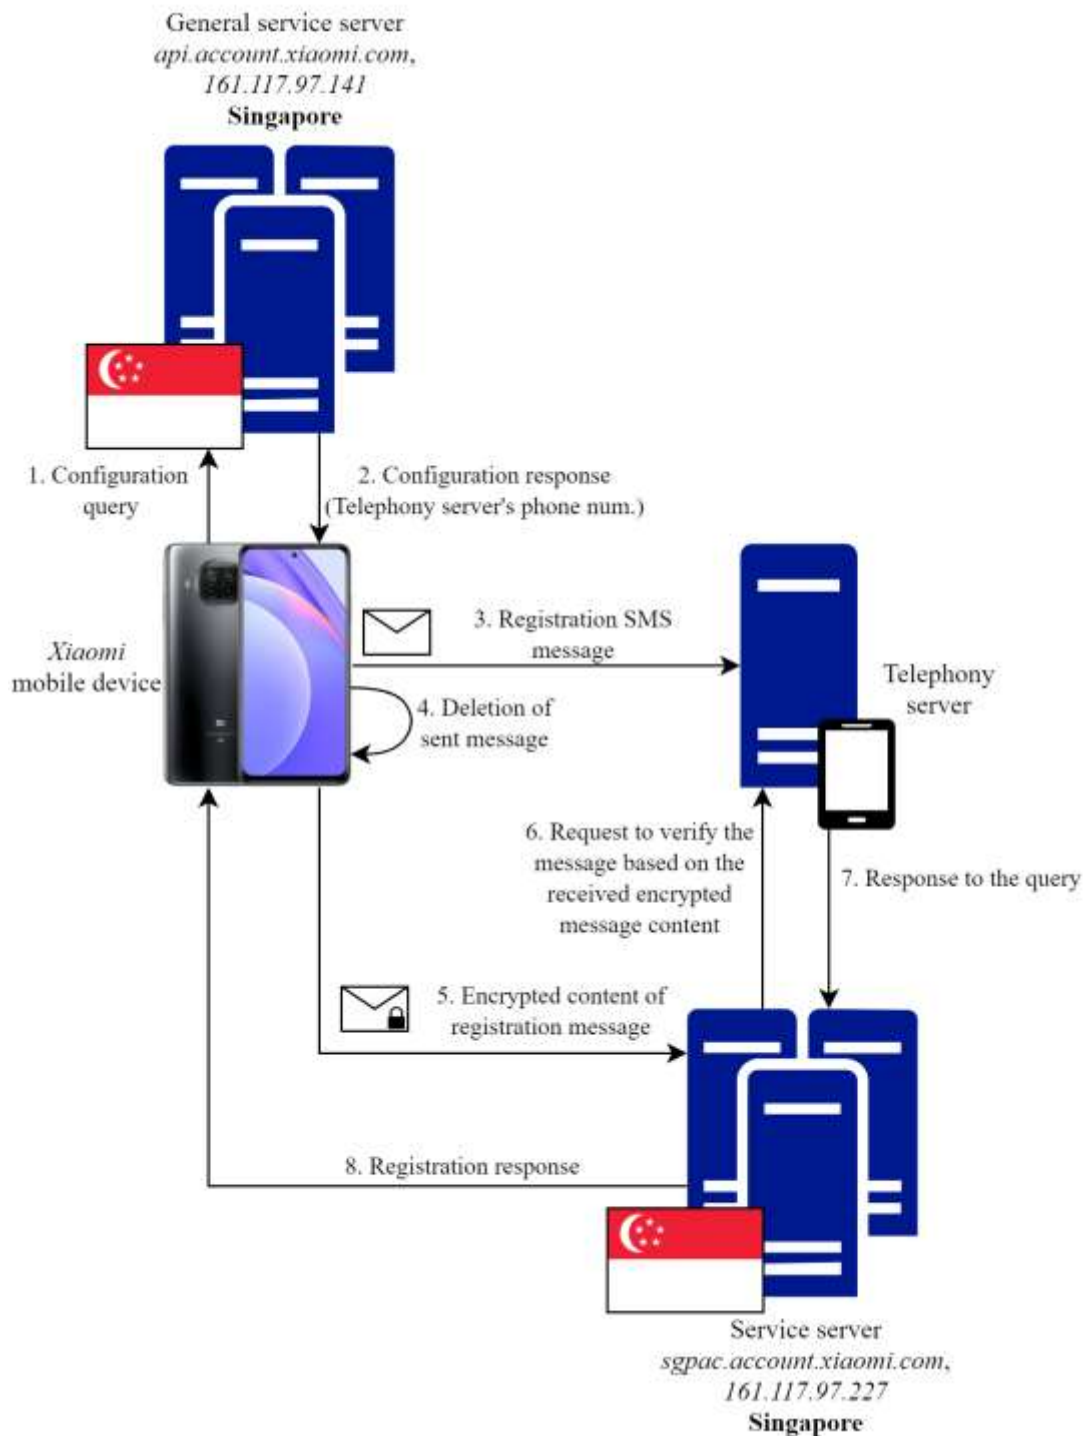 General service server
api.account.xiaomi.com,
161.117.97.141
Singapore
1. Configuration
query
2. Configuration response
(Telephony server's phone num.)
Xiaomi
mobile device
3. Registration SMS
message
4. Deletion of
sent message
Telephony
server
6. Request to verify the
message based on the
received encrypted
message content
7. Response to the query
5. Encrypted content of
registration message
8. Registration response
Service server
sgpac.account.xiaomi.com,
161.117.97.227
Singapore